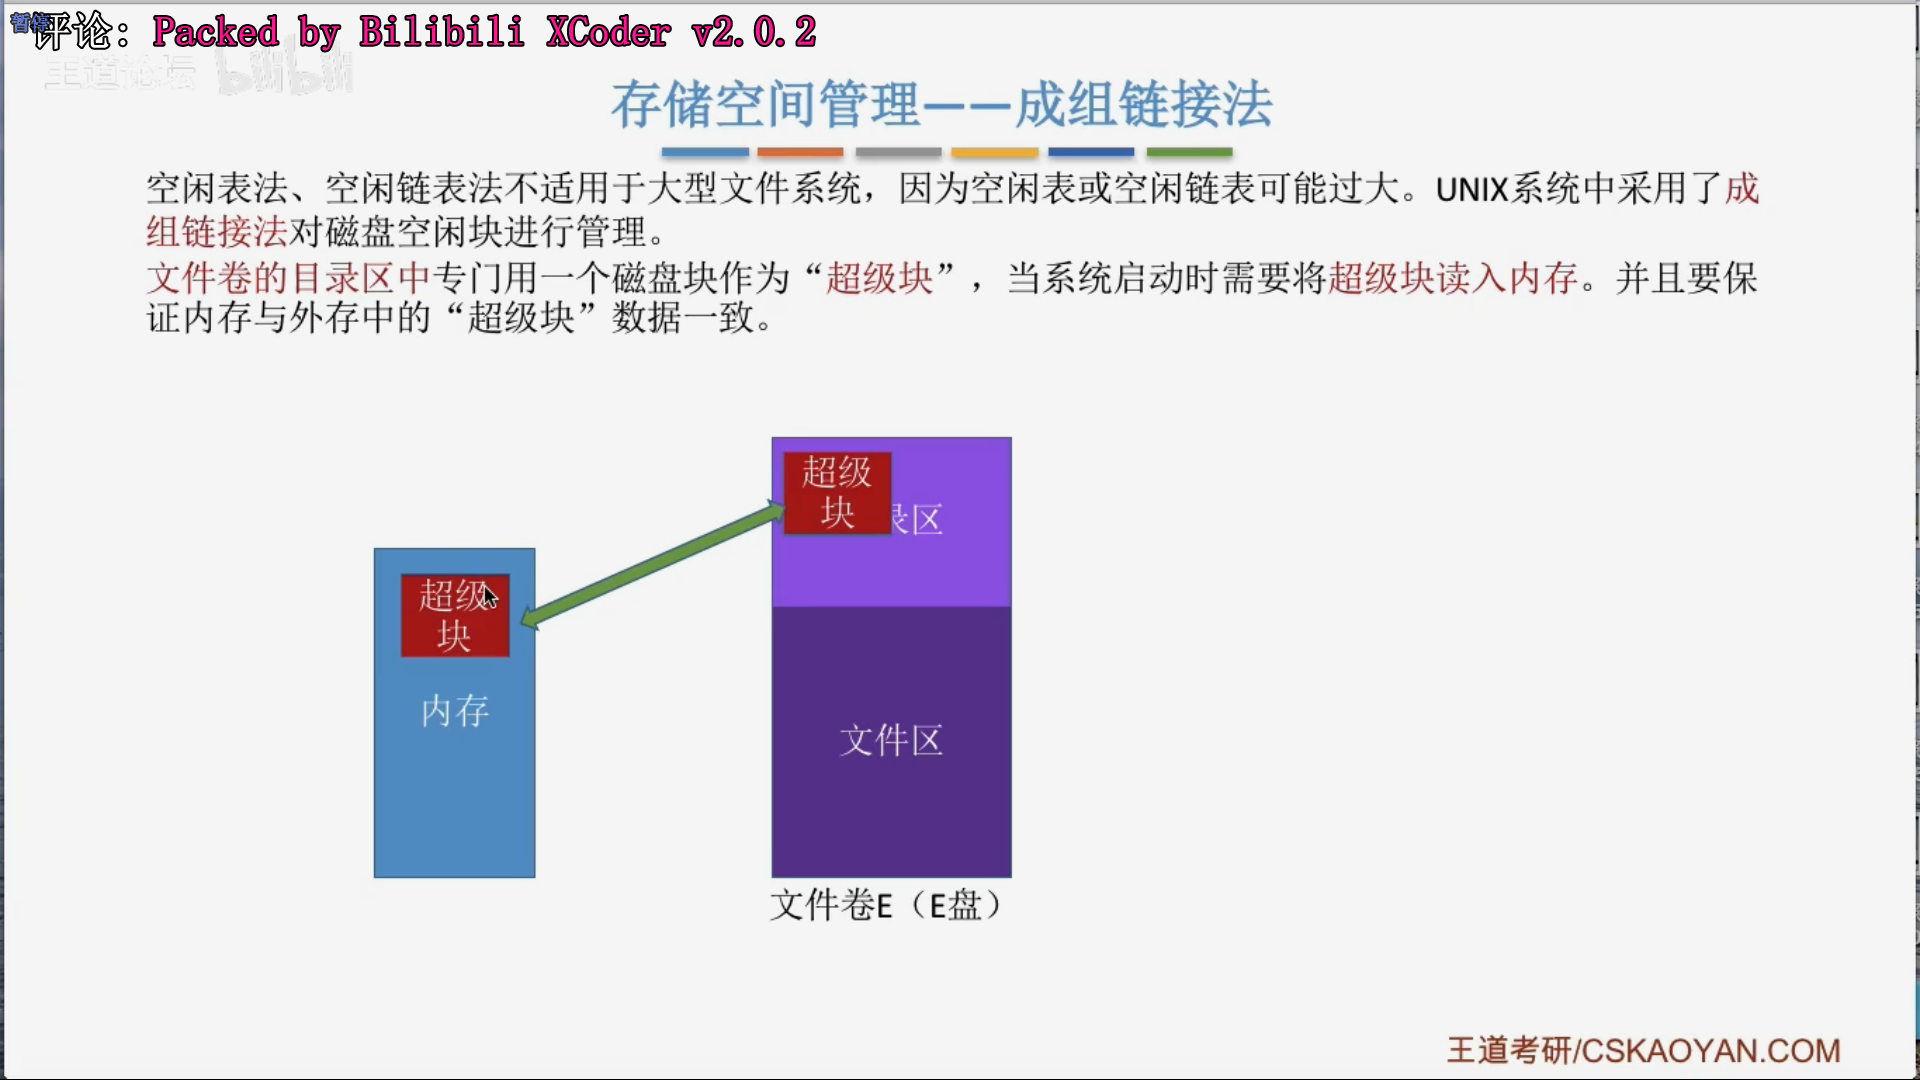 暂停
评论: Packed by Bilibili XCoder v2.0.2
王道论坛 bilibili
存储空间管理——成组链接法
空闲表法、空闲链表法不适用于大型文件系统，因为空闲表或空闲链表可能过大。UNIX系统中采用了成
组链接法对磁盘空闲块进行管理。
文件卷的目录区中专门用一个磁盘块作为“超级块”，当系统启动时需要将超级块读入内存。并且要保
证内存与外存中的“超级块”数据一致。
超级
块
录区
超级
块
内存
文件区
文件卷E（E盘）
王道考研/CSKAOYAN.COM